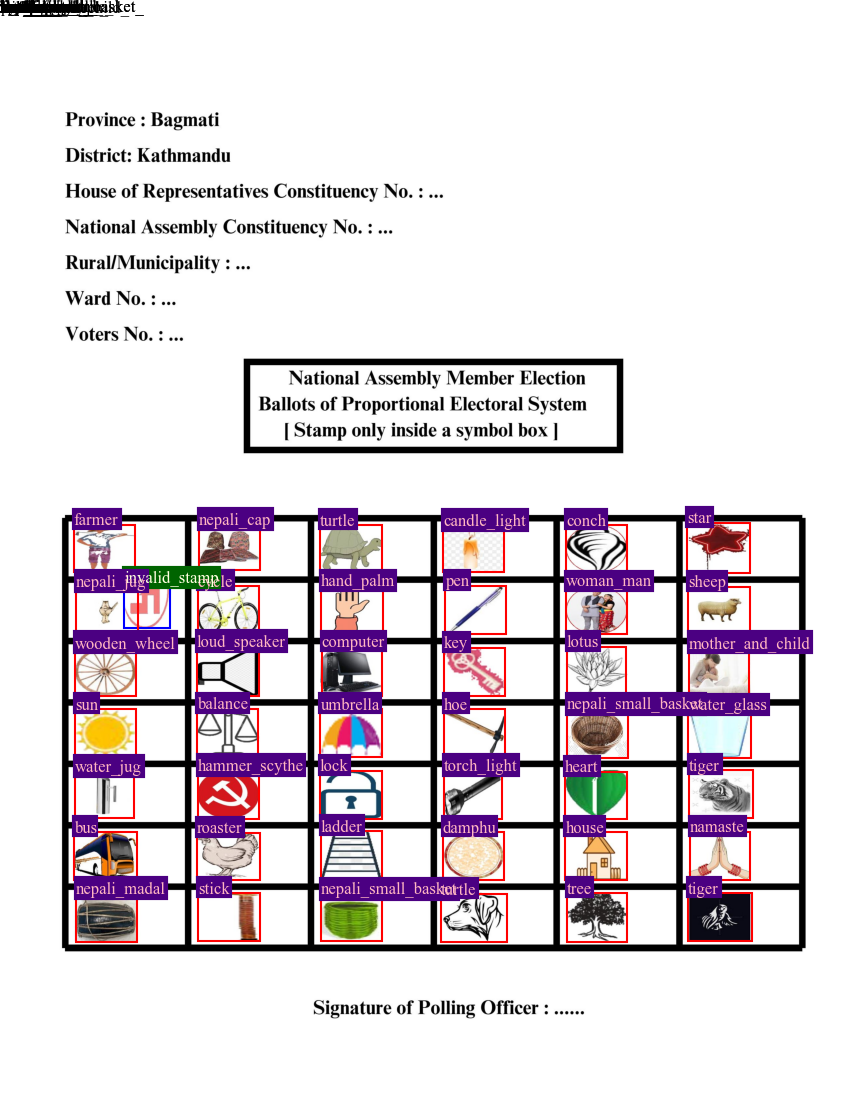 Province : Bagmati
District: Kathmandu
House of Representatives Constituency No. : ...
National Assembly Constituency No. : ...
Rural/Municipality : ...
Ward No. : ...
Voters No. : ...
National Assembly Member Election
Ballots of Proportional Electoral System
[ Stamp only inside a symbol box ]
farmer nepali_cap turtle candle_light conch star
nepali_jug invalid_stamp cycle hand_palm pen woman_man sheep
wooden_wheel loud_speaker computer key lotus mother_and_child
sun balance umbrella hoe nepali_small_basket water_glass
water_jug hammer_scythe lock torch_light heart tiger
bus roaster ladder damphu house namaste
nepali_madal stick nepali_small_basket turtle tree tiger
Signature of Polling Officer : ......